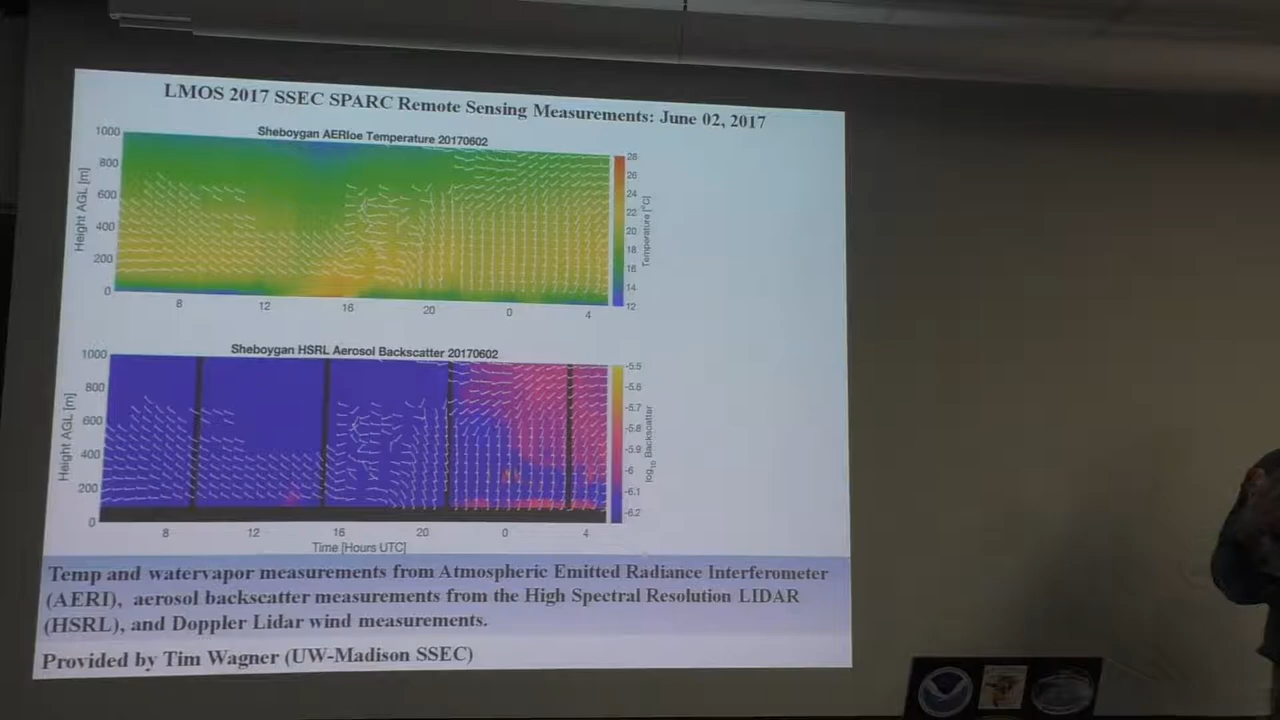 LMOS 2017 SSEC SPARC Remote Sensing Measurements: June 02, 2017
Sheboygan AERIoe Temperature 20170602
1000
800
600
400
200
0
Height AGL [m]
8 12 16 20 0 4
28
26
24
22
20
18
16
14
12
Temperature [°C]
Sheboygan HSRL Aerosol Backscatter 20170602
1000
800
600
400
200
0
Height AGL [m]
8 12 16 20 0 4
Time [Hours UTC]
-5.5
-5.6
-5.7
-5.8
-5.9
-6
-6.1
-6.2
log10 Backscatter
Temp and watervapor measurements from Atmospheric Emitted Radiance Interferometer
(AERI), aerosol backscatter measurements from the High Spectral Resolution LIDAR
(HSRL), and Doppler Lidar wind measurements.
Provided by Tim Wagner (UW-Madison SSEC)